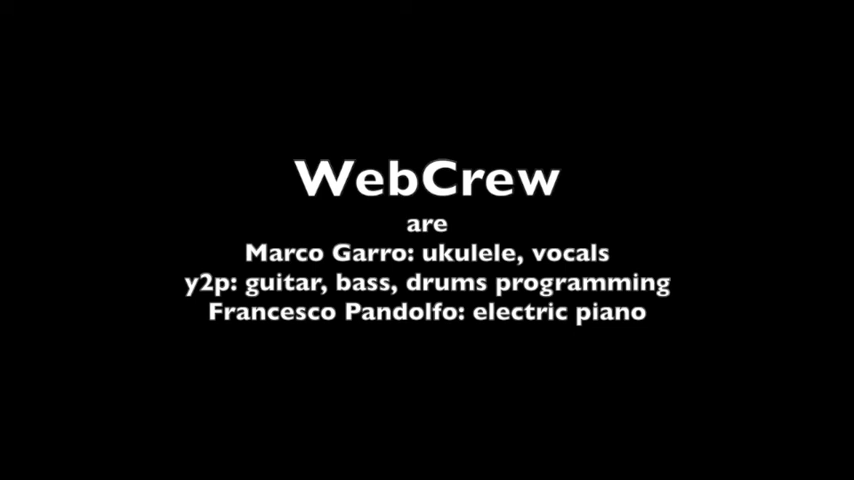 WebCrew
are
Marco Garro: ukulele, vocals
y2p: guitar, bass, drums programming
Francesco Pandolfo: electric piano